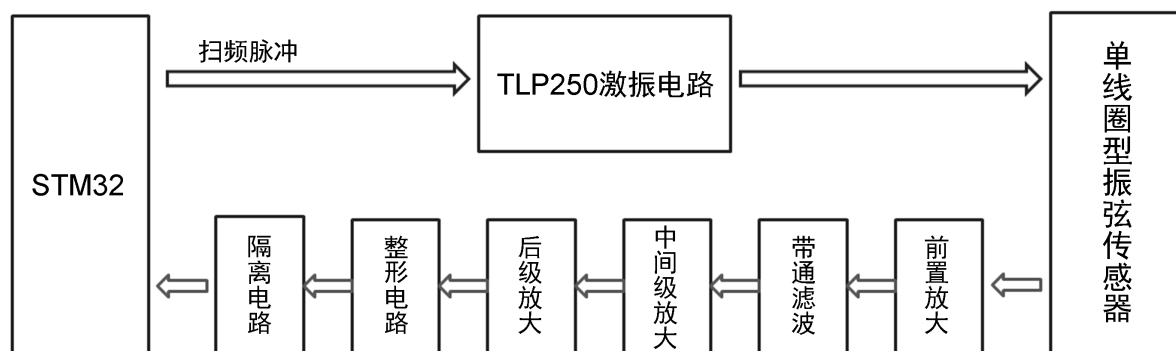 扫频脉冲
STM32
TLP250激振电路
单线圈型振弦传感器
隔离电路
整形电路
后级放大
中间级放大
带通滤波
前置放大